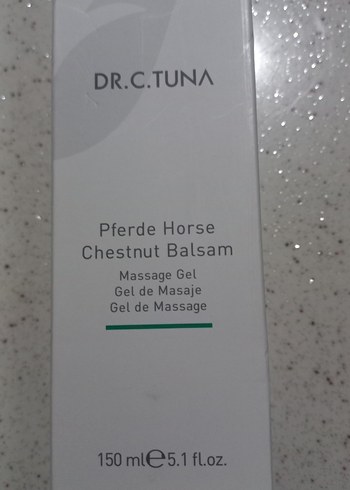 DR.C.TUNA
Pferde Horse
Chestnut Balsam
Massage Gel
Gel de Masaje
Gel de Massage
150 ml℮5.1 fl.oz.